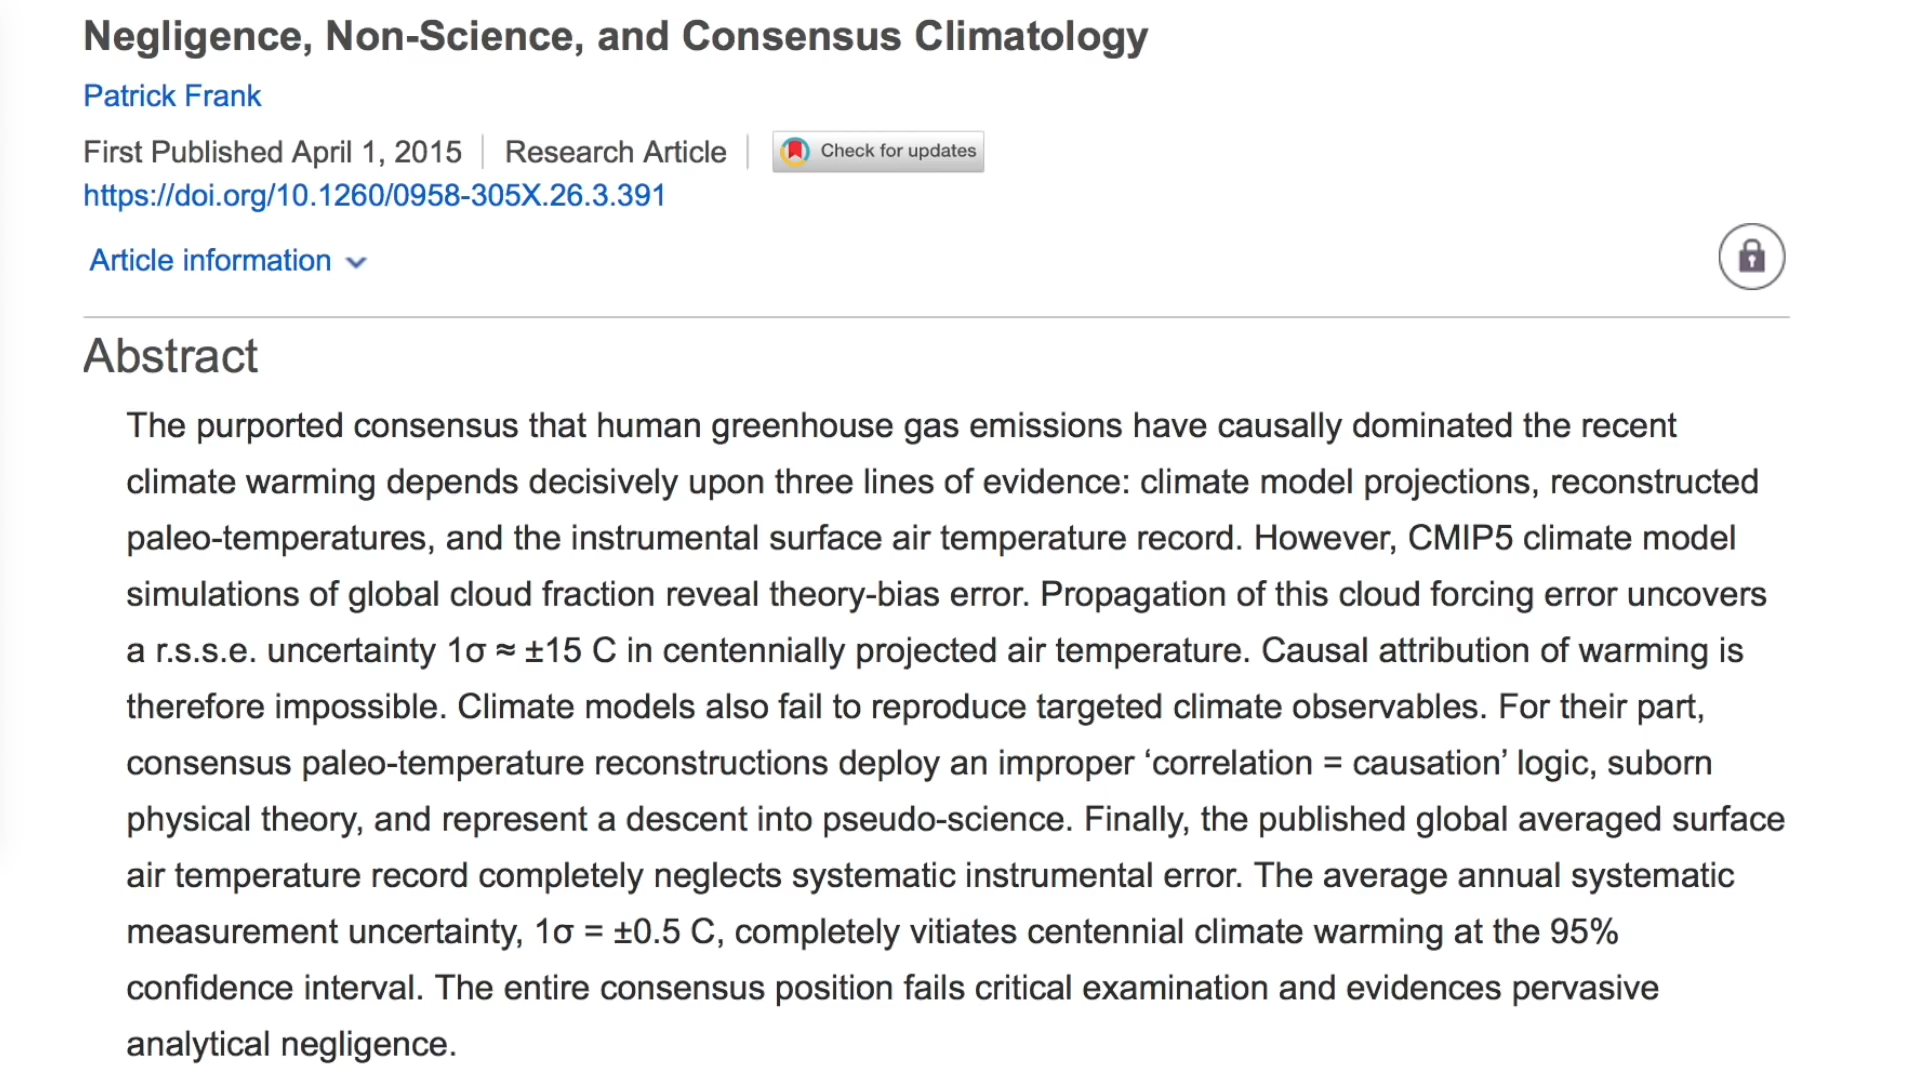 Negligence, Non-Science, and Consensus Climatology
Patrick Frank
First Published April 1, 2015 Research Article Check for updates
https://doi.org/10.1260/0958-305X.26.3.391
Article information
Abstract
The purported consensus that human greenhouse gas emissions have causally dominated the recent
climate warming depends decisively upon three lines of evidence: climate model projections, reconstructed
paleo-temperatures, and the instrumental surface air temperature record. However, CMIP5 climate model
simulations of global cloud fraction reveal theory-bias error. Propagation of this cloud forcing error uncovers
a r.s.s.e. uncertainty 1σ ≈ ±15 C in centennially projected air temperature. Causal attribution of warming is
therefore impossible. Climate models also fail to reproduce targeted climate observables. For their part,
consensus paleo-temperature reconstructions deploy an improper ‘correlation = causation’ logic, suborn
physical theory, and represent a descent into pseudo-science. Finally, the published global averaged surface
air temperature record completely neglects systematic instrumental error. The average annual systematic
measurement uncertainty, 1σ = ±0.5 C, completely vitiates centennial climate warming at the 95%
confidence interval. The entire consensus position fails critical examination and evidences pervasive
analytical negligence.